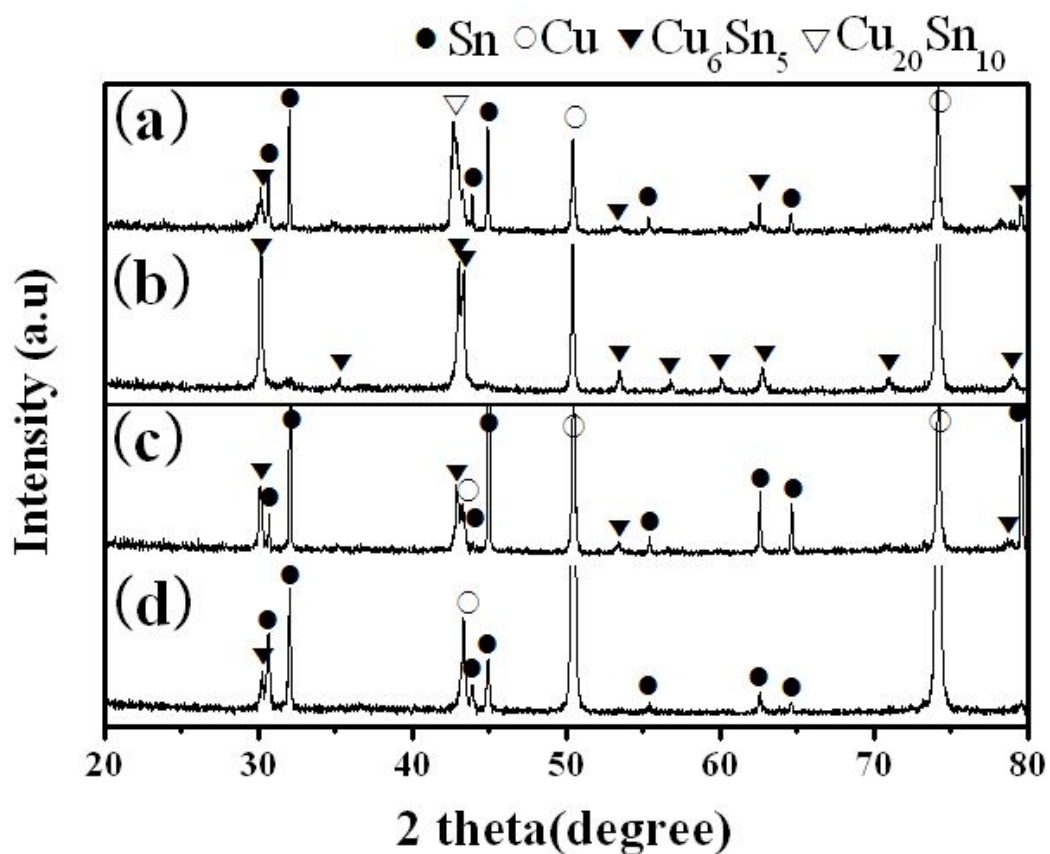 ● Sn ○ Cu ▼ Cu₆Sn₅ ▽ Cu₂₀Sn₁₀
(a)
(b)
(c)
(d)
Intensity (a.u)
20 30 40 50 60 70 80
2 theta(degree)